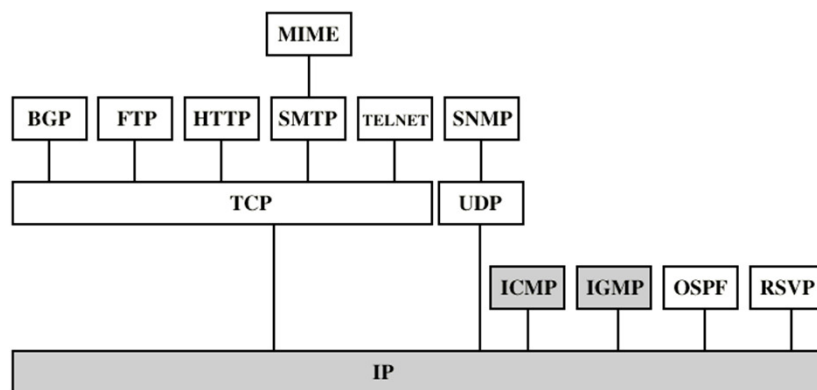 MIME
BGP FTP HTTP SMTP TELNET SNMP
TCP UDP
ICMP IGMP OSPF RSVP
IP